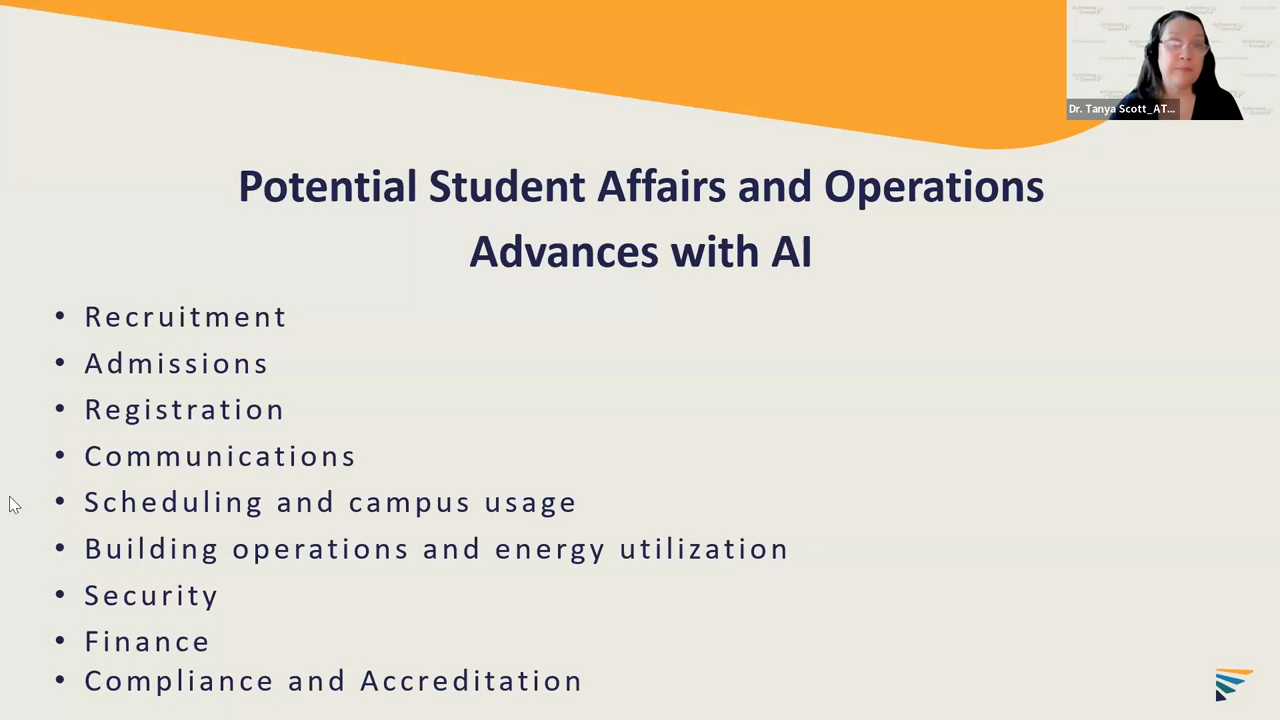 Dr. Tanya Scott_AT...
Potential Student Affairs and Operations
Advances with AI
• Recruitment
• Admissions
• Registration
• Communications
• Scheduling and campus usage
• Building operations and energy utilization
• Security
• Finance
• Compliance and Accreditation